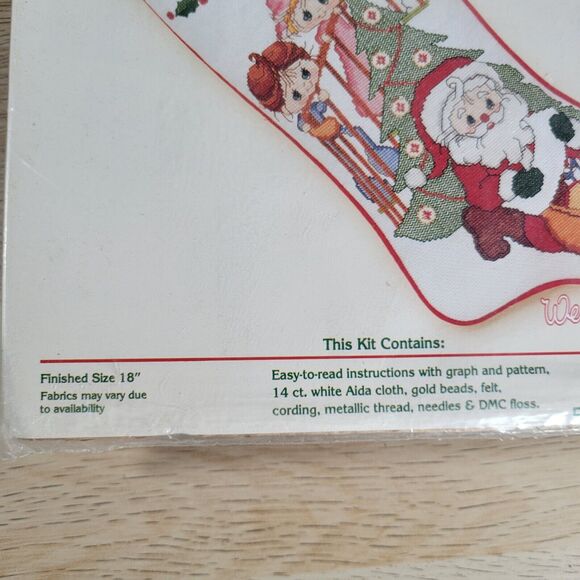 This Kit Contains:
Finished Size 18"
Fabrics may vary due
to availability
Easy-to-read instructions with graph and pattern,
14 ct. white Aida cloth, gold beads, felt,
cording, metallic thread, needles & DMC floss.